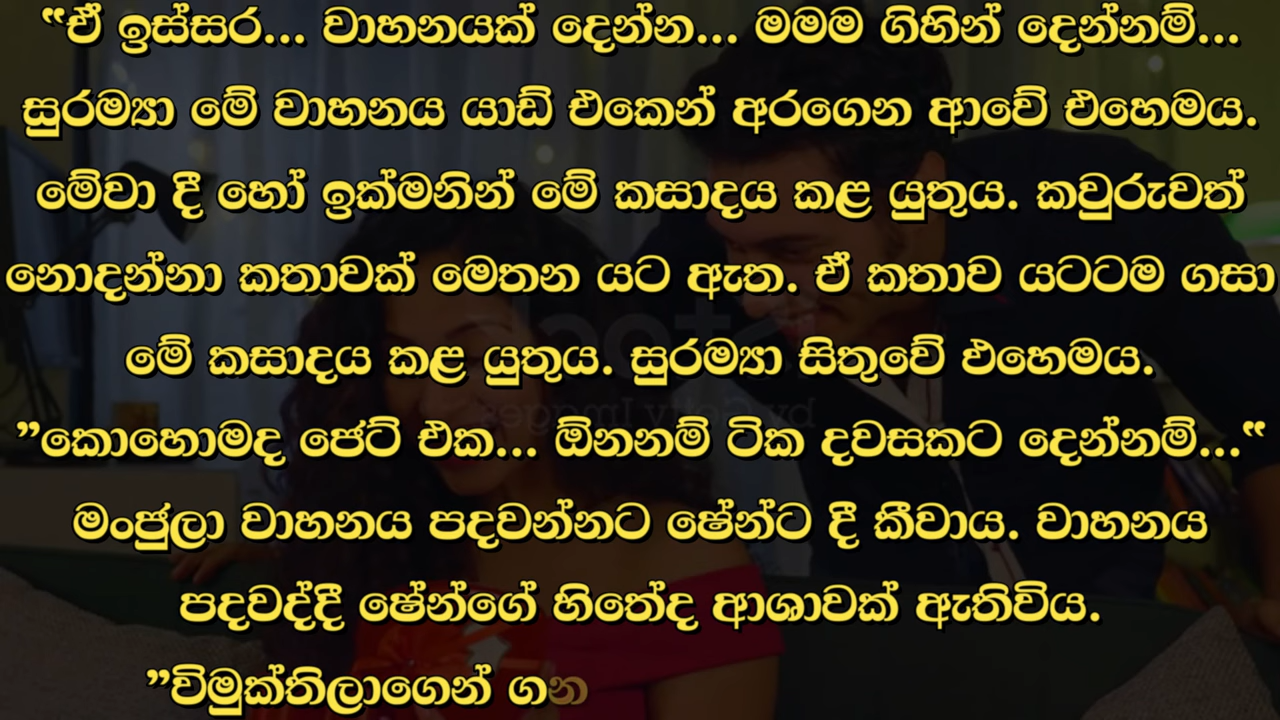 “ඒ ඉස්සර... වාහනයක් දෙන්න... මමම ගිහින් දෙන්නම්...
සුරම්‍යා මේ වාහනය යාඩ් එකෙන් අරගෙන ආවේ එහෙමය.
මේවා දී හෝ ඉක්මනින් මේ කසාදය කළ යුතුය. කවුරුවත්
නොදන්නා කතාවක් මෙතන යට ඇත. ඒ කතාව යටටම ගසා
මේ කසාදය කළ යුතුය. සුරම්‍යා සිතුවේ ඵහෙමය.
”කොහොමද ජෙට් එක... ඕනනම් ටික දවසකට දෙන්නම්...“
මංජුලා වාහනය පදවන්නට ෂේන්ට දී කීවාය. වාහනය
පදවද්දී ෂේන්ගේ හිතේද ආශාවක් ඇතිවිය.
”විමුක්තිලාගෙන් ගන